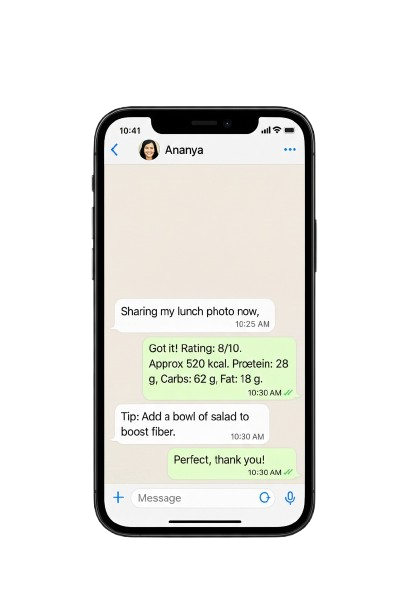 10:41
Ananya
Sharing my lunch photo now,
10:25 AM
Got it! Rating: 8/10.
Approx 520 kcal. Prœtein: 28
g, Carbs: 62 g, Fat: 18 g.
10:30 AM
Tip: Add a bowl of salad to
boost fiber.
10:30 AM
Perfect, thank you!
10:30 AM
Message